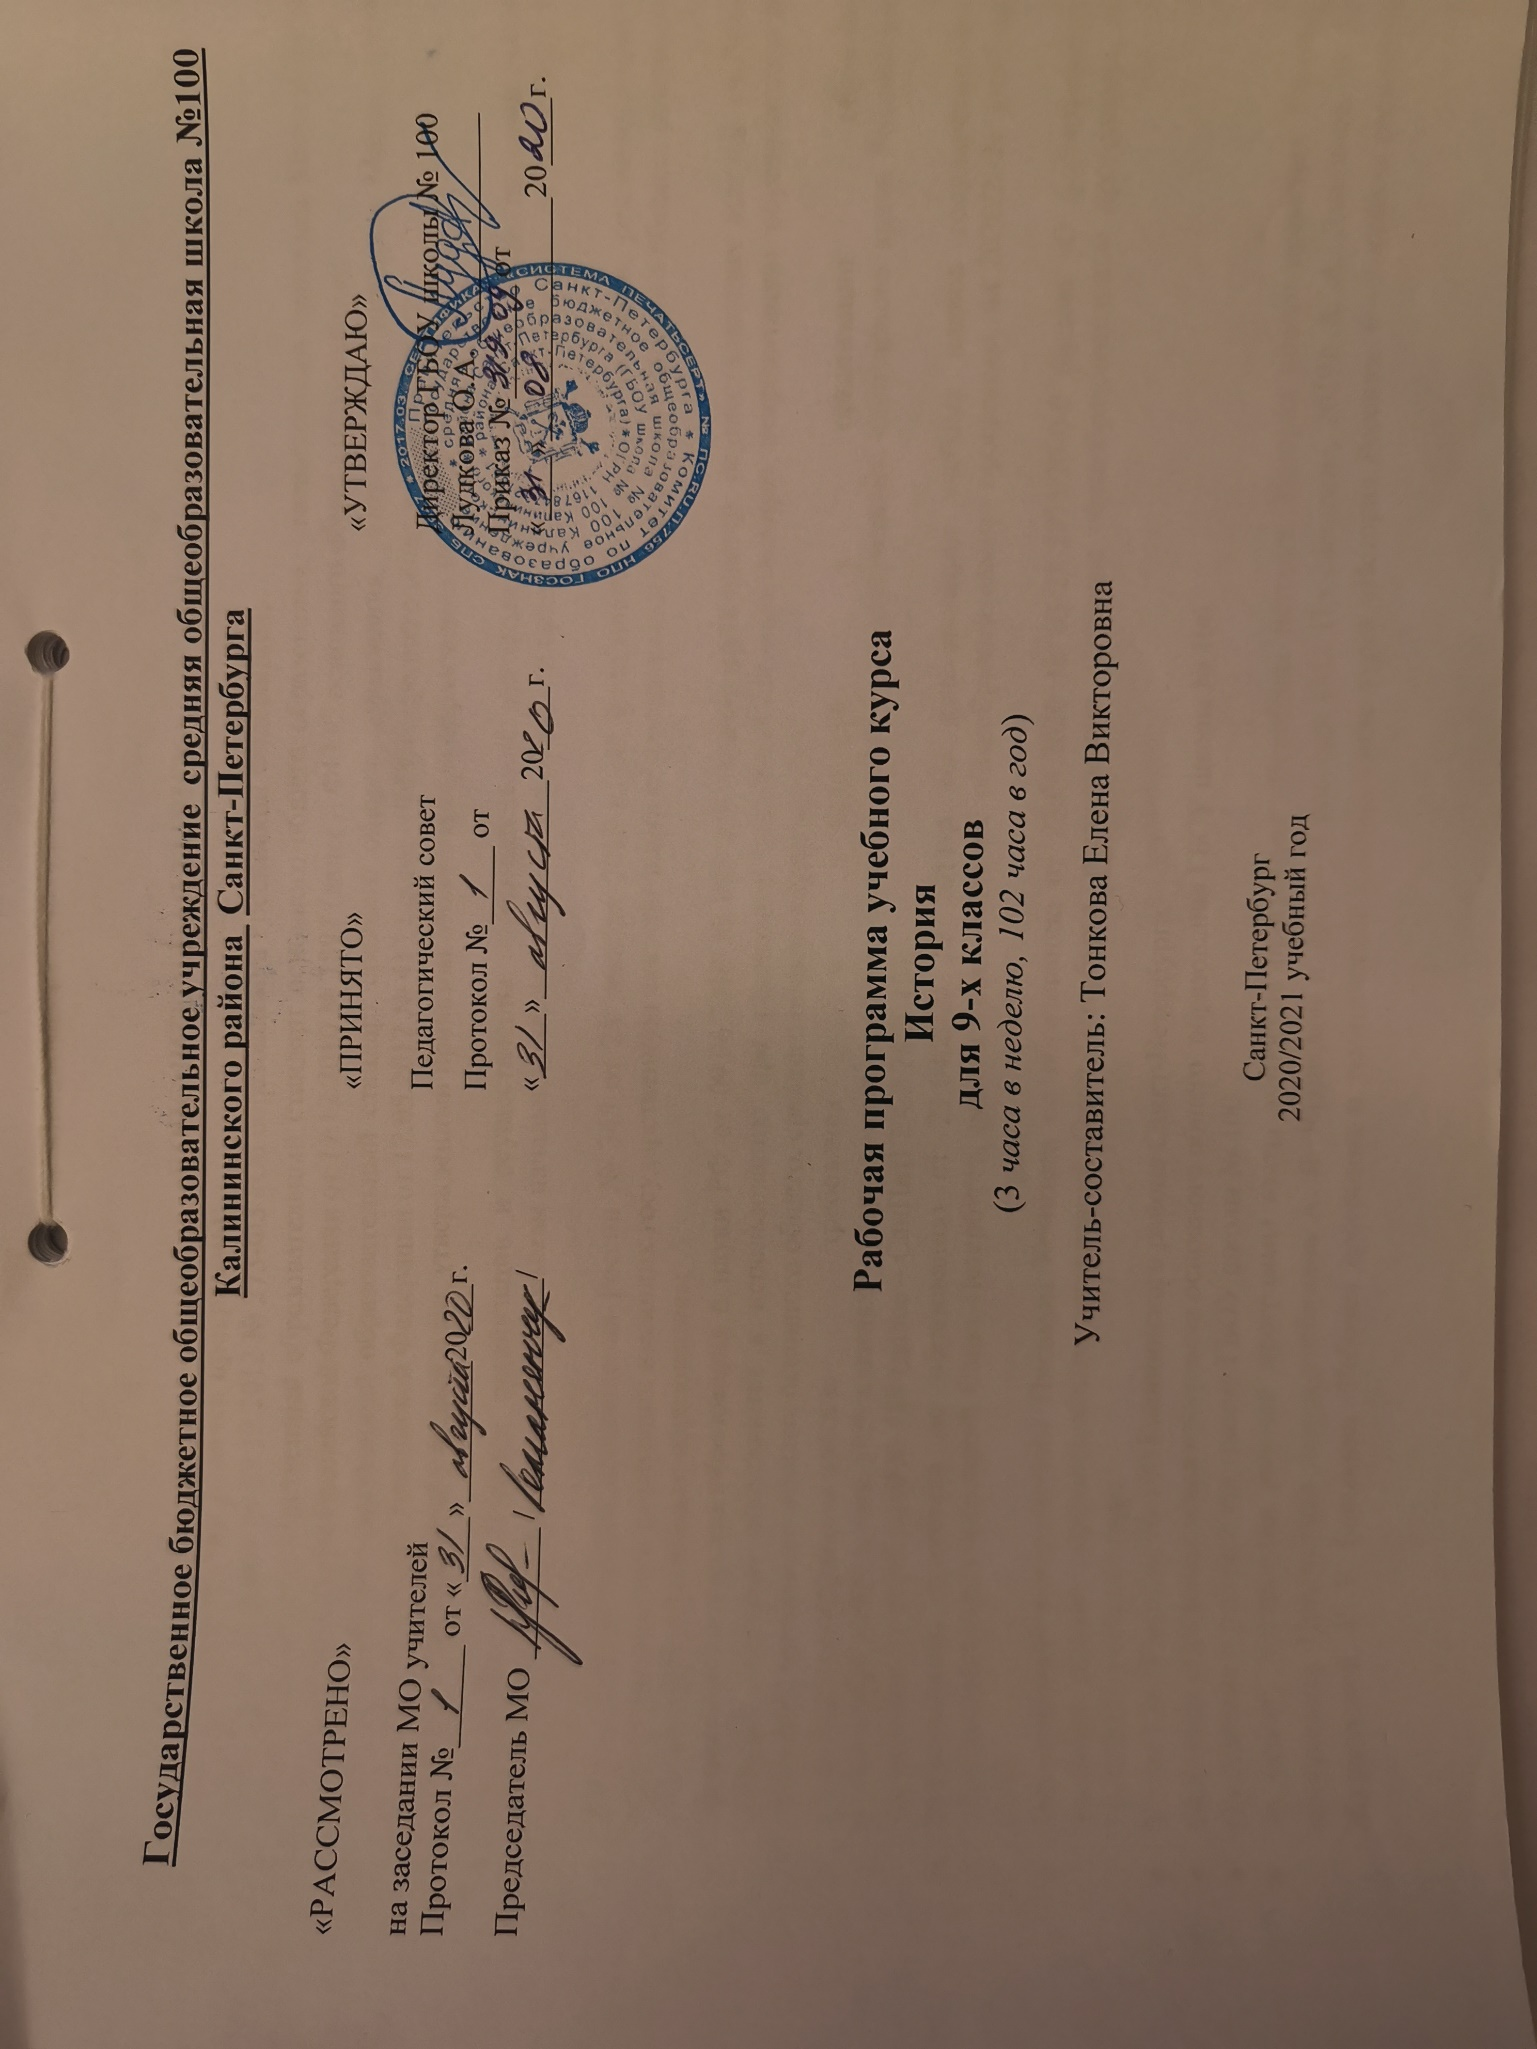 Государственное бюджетное общеобразовательное учреждение средняя общеобразовательная школа №100
Калининского района Санкт-Петербурга
«РАССМОТРЕНО»
на заседании МО учителей
Протокол № 1 от «31» августа 2020 г.
Председатель МО
«ПРИНЯТО»
Педагогический совет
Протокол № 1 от
«31» августа 2020 г.
«УТВЕРЖДАЮ»
Директор ГБОУ школы № 100
Лудкова О.А.
Приказ № от
«31» 08 2020 г.
Рабочая программа учебного курса
История
для 9-х классов
(3 часа в неделю, 102 часа в год)
Учитель-составитель: Тонкова Елена Викторовна
Санкт-Петербург
2020/2021 учебный год